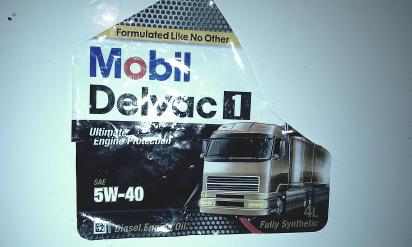 Formulated Like No Other
Mobil
Delvac 1
Ultimate
Engine Protection
SAE
5W-40
4L
Diesel Engine Oil
Fully Synthetic